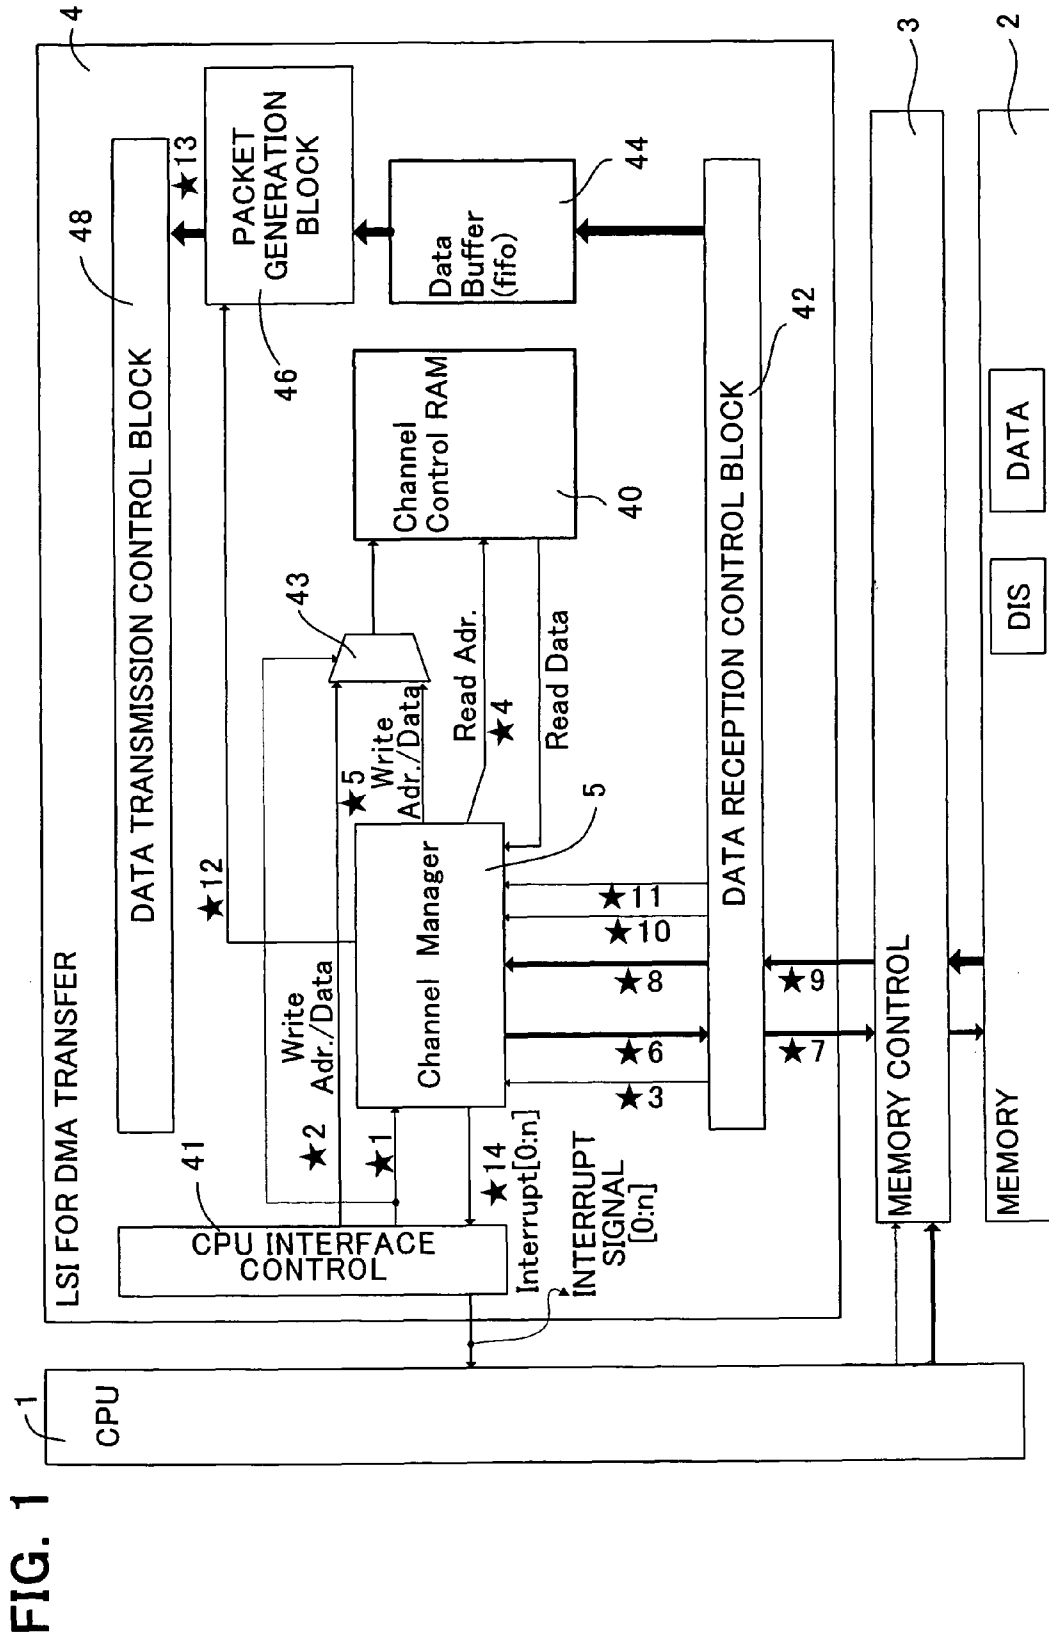 FIG. 1
1
CPU
LSI FOR DMA TRANSFER
4
41
CPU INTERFACE
CONTROL
DATA TRANSMISSION CONTROL BLOCK
48
★13
PACKET
GENERATION
BLOCK
46
★12
★2
Write
Adr./Data
★1
★14
Interrupt[0:n]
INTERRUPT
SIGNAL
[0:n]
Channel Manager
5
★5
Write
Adr./Data
43
Read Adr.
★4
Read Data
Channel
Control RAM
40
Data
Buffer
(fifo)
44
★3
★6
★8
★10
★11
DATA RECEPTION CONTROL BLOCK
42
★7
★9
MEMORY CONTROL
3
MEMORY
DIS
DATA
2